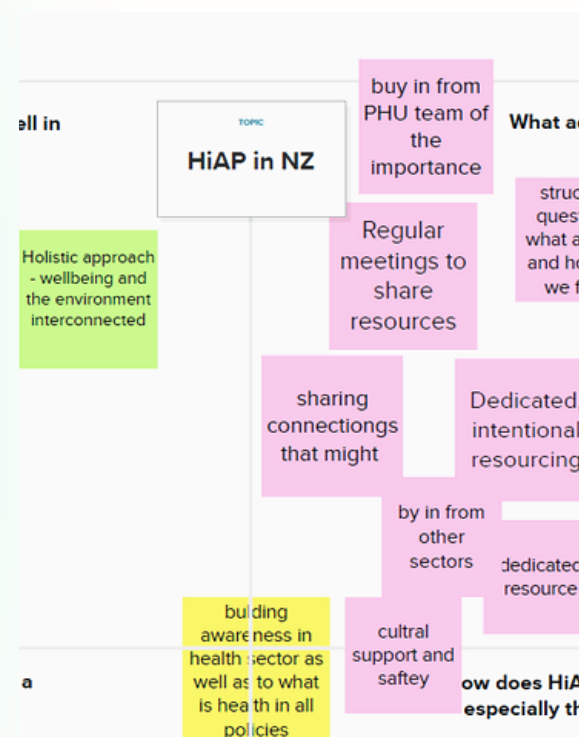 buy in from
PHU team of
the
importance
ell in
TOPIC
HiAP in NZ
What a
struc
ques
what a
and ho
we f
Regular
meetings to
share
resources
Holistic approach
- wellbeing and
the environment
interconnected
sharing
connectiongs
that might
Dedicated
intentional
resourcing
by in from
other
sectors
dedicated
resource
building
awareness in
health sector as
well as to what
is health in all
policies
cultral
support and
saftey
a
ow does HiA
especially th